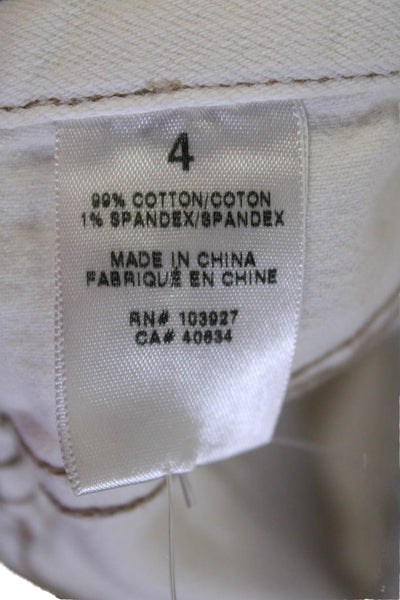 4
99% COTTON/COTON
1% SPANDEX/SPANDEX
MADE IN CHINA
FABRIQUÉ EN CHINE
RN# 103927
CA# 40634